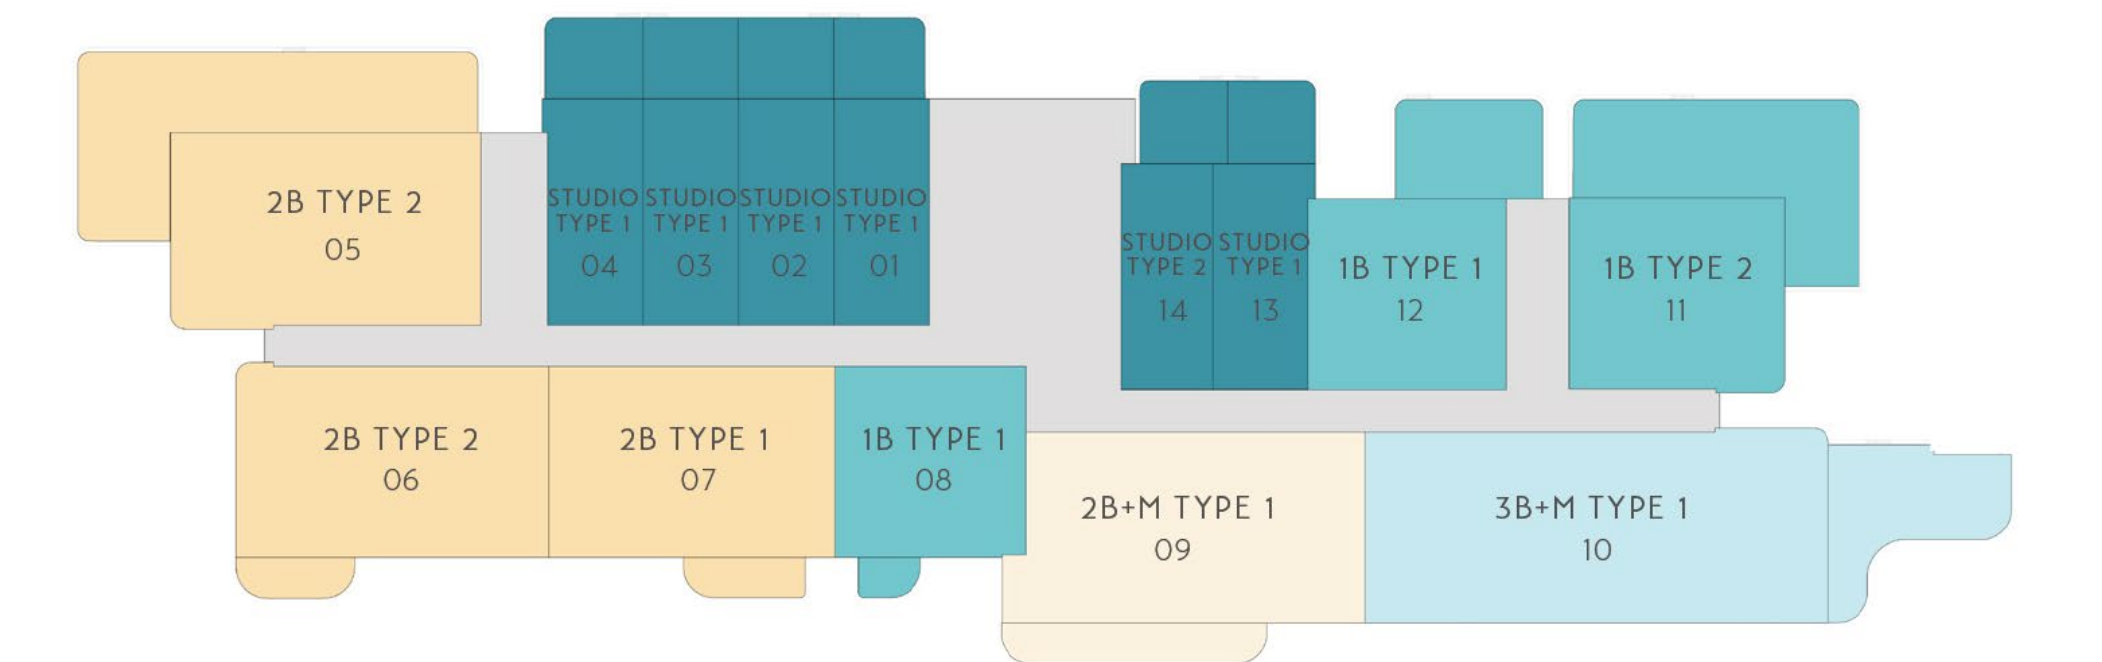 2B TYPE 2
05
STUDIO
TYPE 1
04
STUDIO
TYPE 1
03
STUDIO
TYPE 1
02
STUDIO
TYPE 1
01
STUDIO
TYPE 2
14
STUDIO
TYPE 1
13
1B TYPE 1
12
1B TYPE 2
11
2B TYPE 2
06
2B TYPE 1
07
1B TYPE 1
08
2B+M TYPE 1
09
3B+M TYPE 1
10